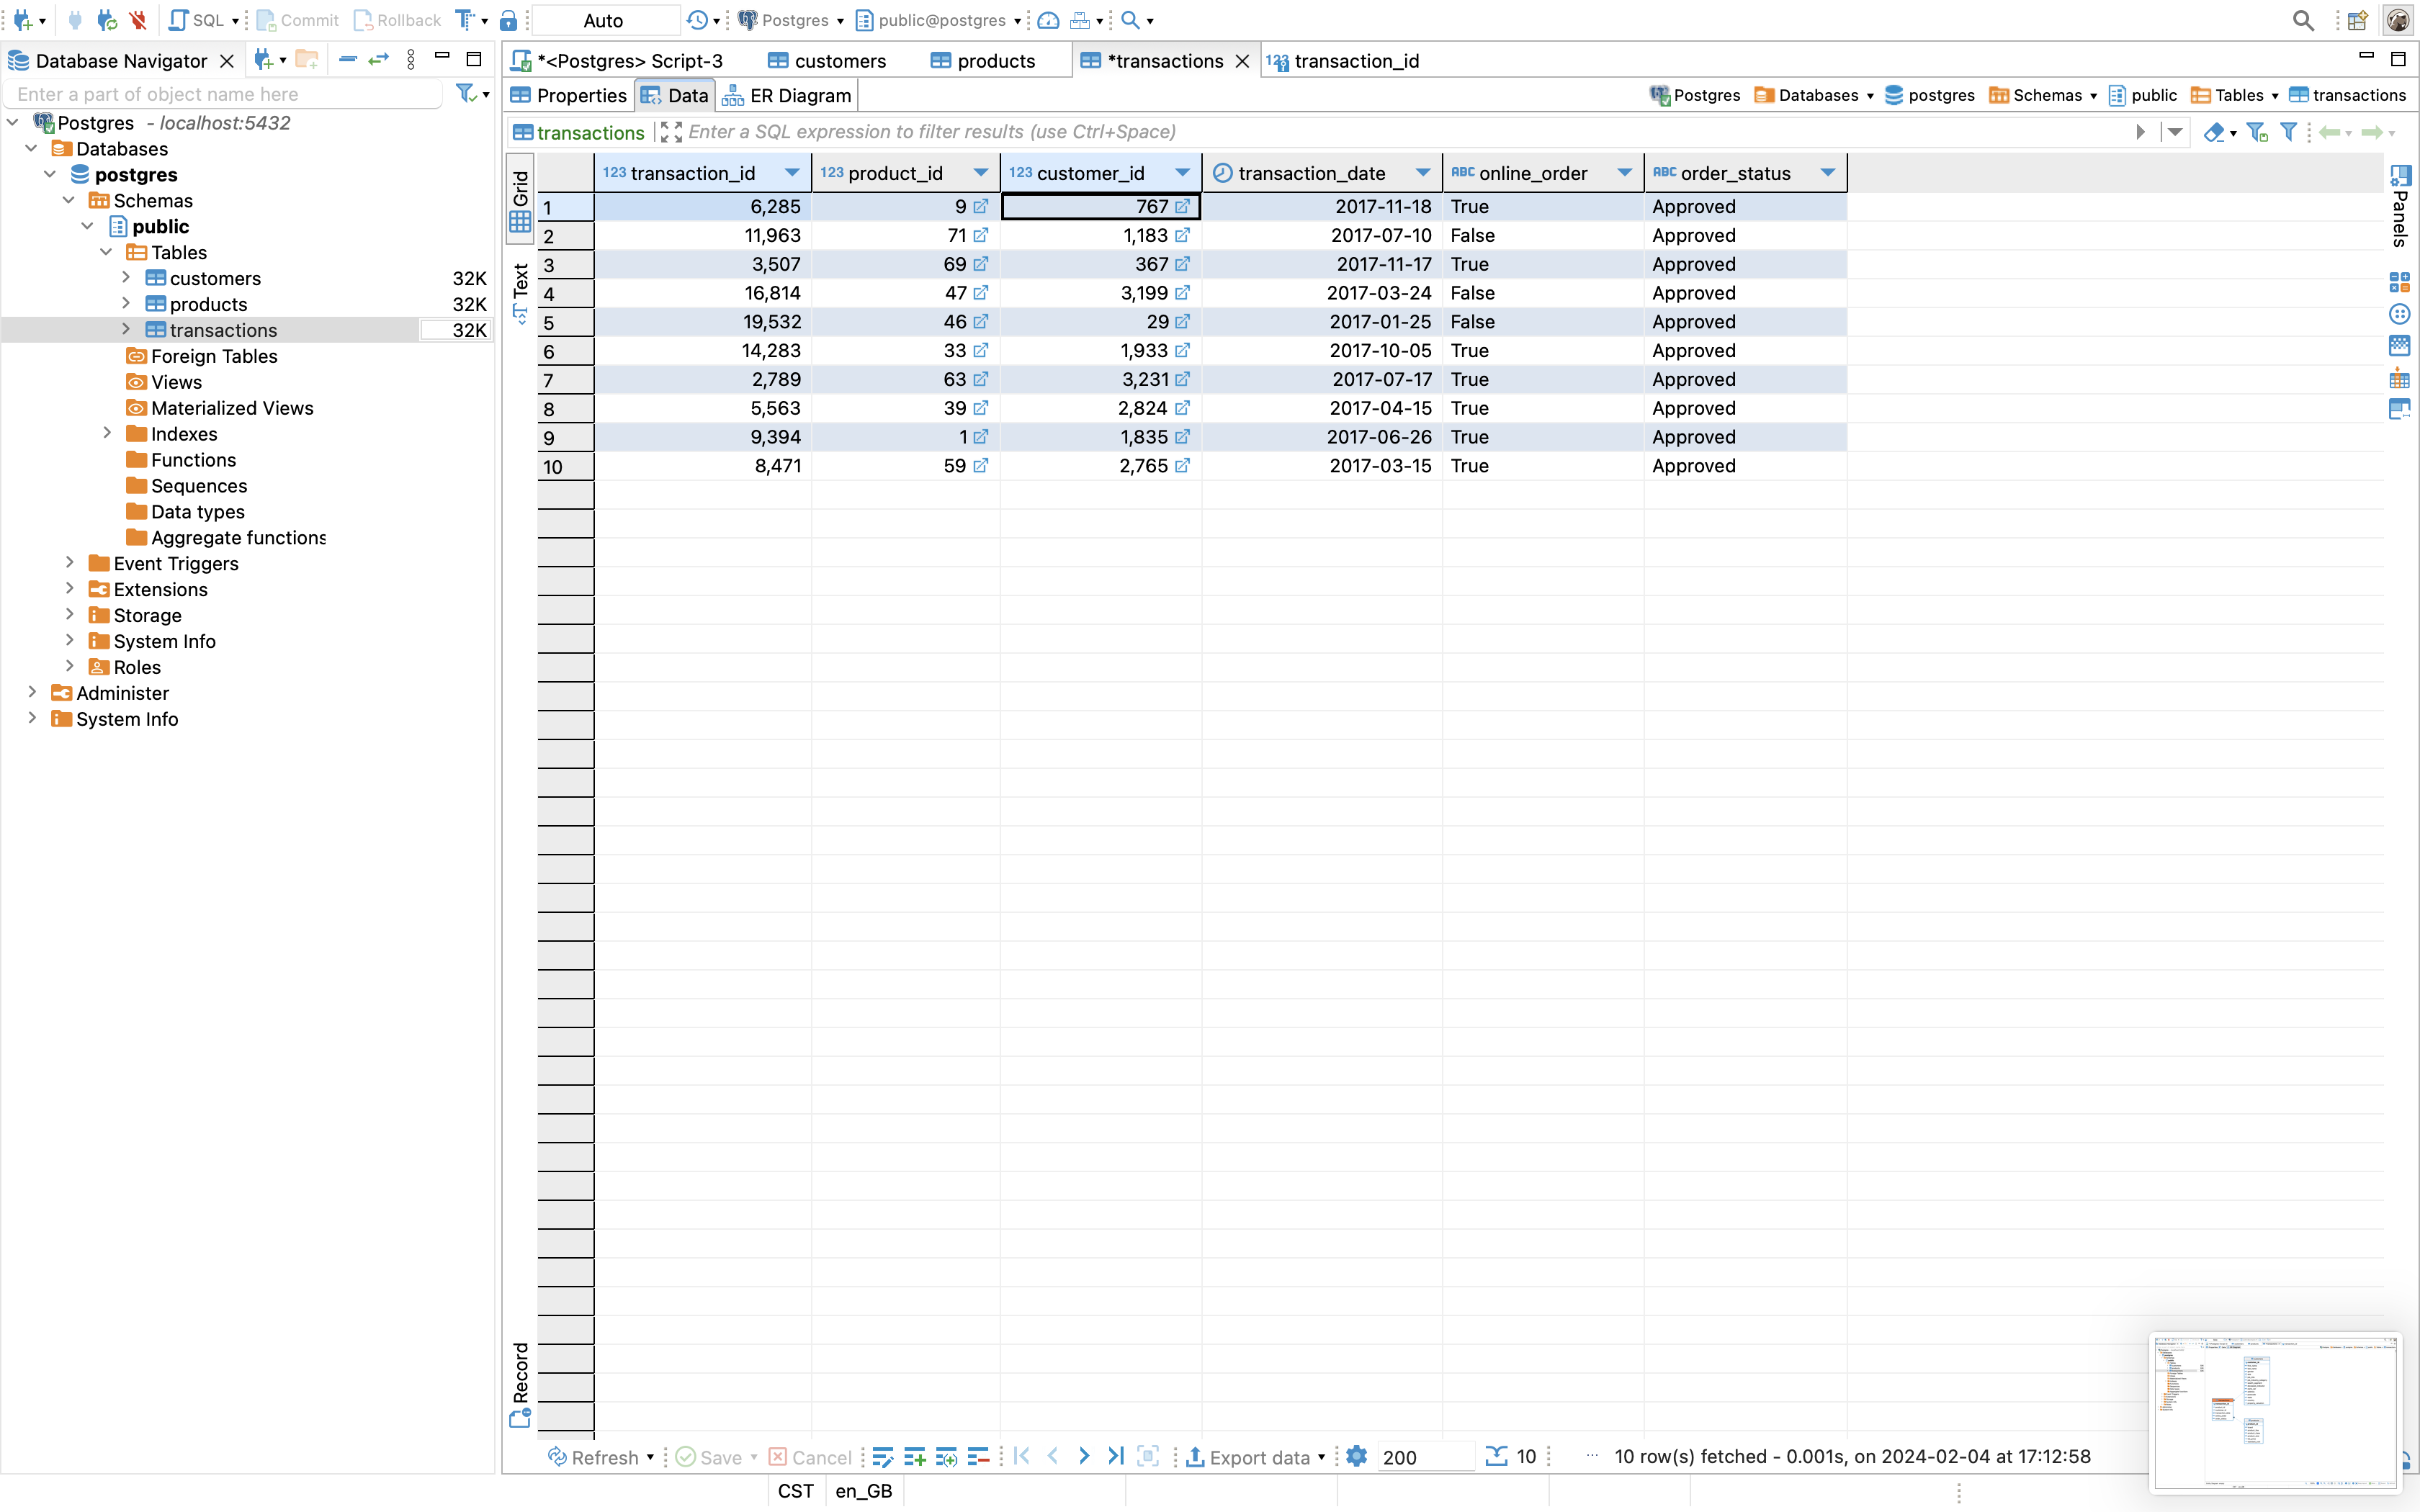 SQL Commit Rollback Auto Postgres public@postgres
Database Navigator
Enter a part of object name here
Postgres - localhost:5432
Databases
postgres
Schemas
public
Tables
customers 32K
products 32K
transactions 32K
Foreign Tables
Views
Materialized Views
Indexes
Functions
Sequences
Data types
Aggregate functions
Event Triggers
Extensions
Storage
System Info
Roles
Administer
System Info
*<Postgres> Script-3 customers products *transactions 123 transaction_id
Properties Data ER Diagram Postgres Databases postgres Schemas public Tables transactions
transactions Enter a SQL expression to filter results (use Ctrl+Space)
Grid
Text
Record
Panels
123 transaction_id 123 product_id 123 customer_id transaction_date ABC online_order ABC order_status
1 6,285 9 767 2017-11-18 True Approved
2 11,963 71 1,183 2017-07-10 False Approved
3 3,507 69 367 2017-11-17 True Approved
4 16,814 47 3,199 2017-03-24 False Approved
5 19,532 46 29 2017-01-25 False Approved
6 14,283 33 1,933 2017-10-05 True Approved
7 2,789 63 3,231 2017-07-17 True Approved
8 5,563 39 2,824 2017-04-15 True Approved
9 9,394 1 1,835 2017-06-26 True Approved
10 8,471 59 2,765 2017-03-15 True Approved
Refresh Save Cancel Export data 200 10 ... 10 row(s) fetched - 0.001s, on 2024-02-04 at 17:12:58
CST en_GB